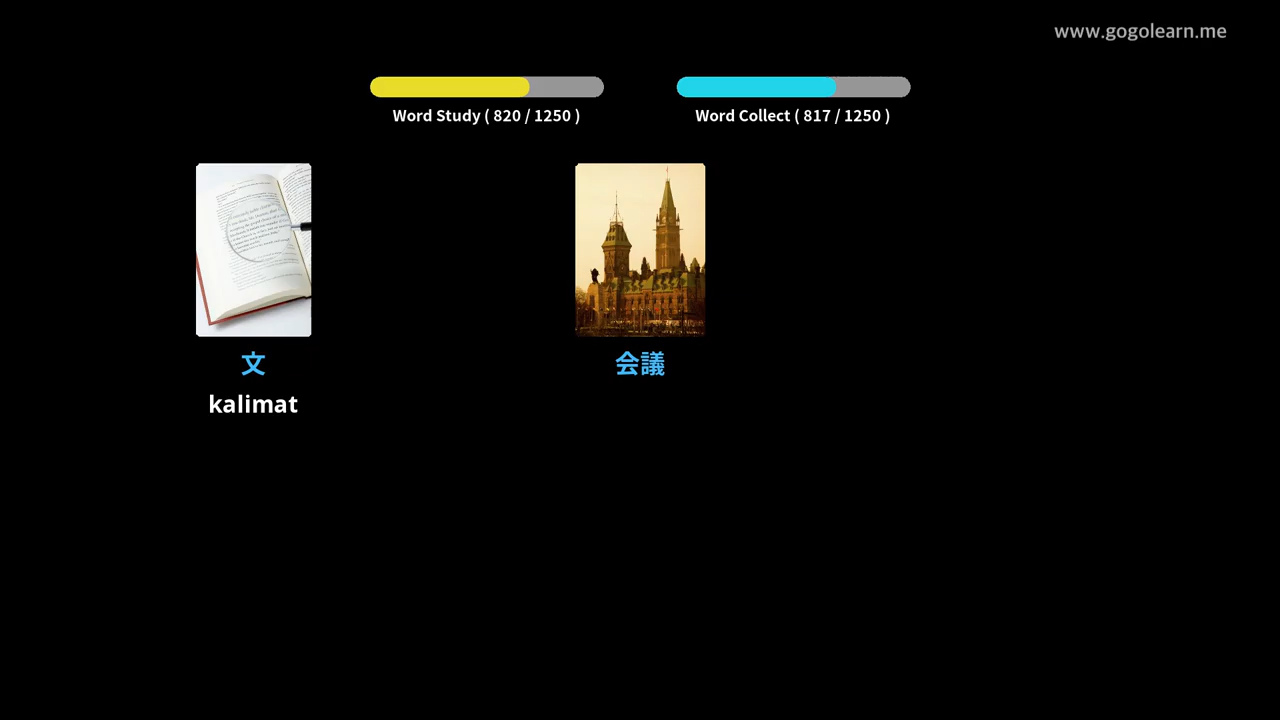 www.gogolearn.me
Word Study ( 820 / 1250 )
Word Collect ( 817 / 1250 )
文
会議
kalimat